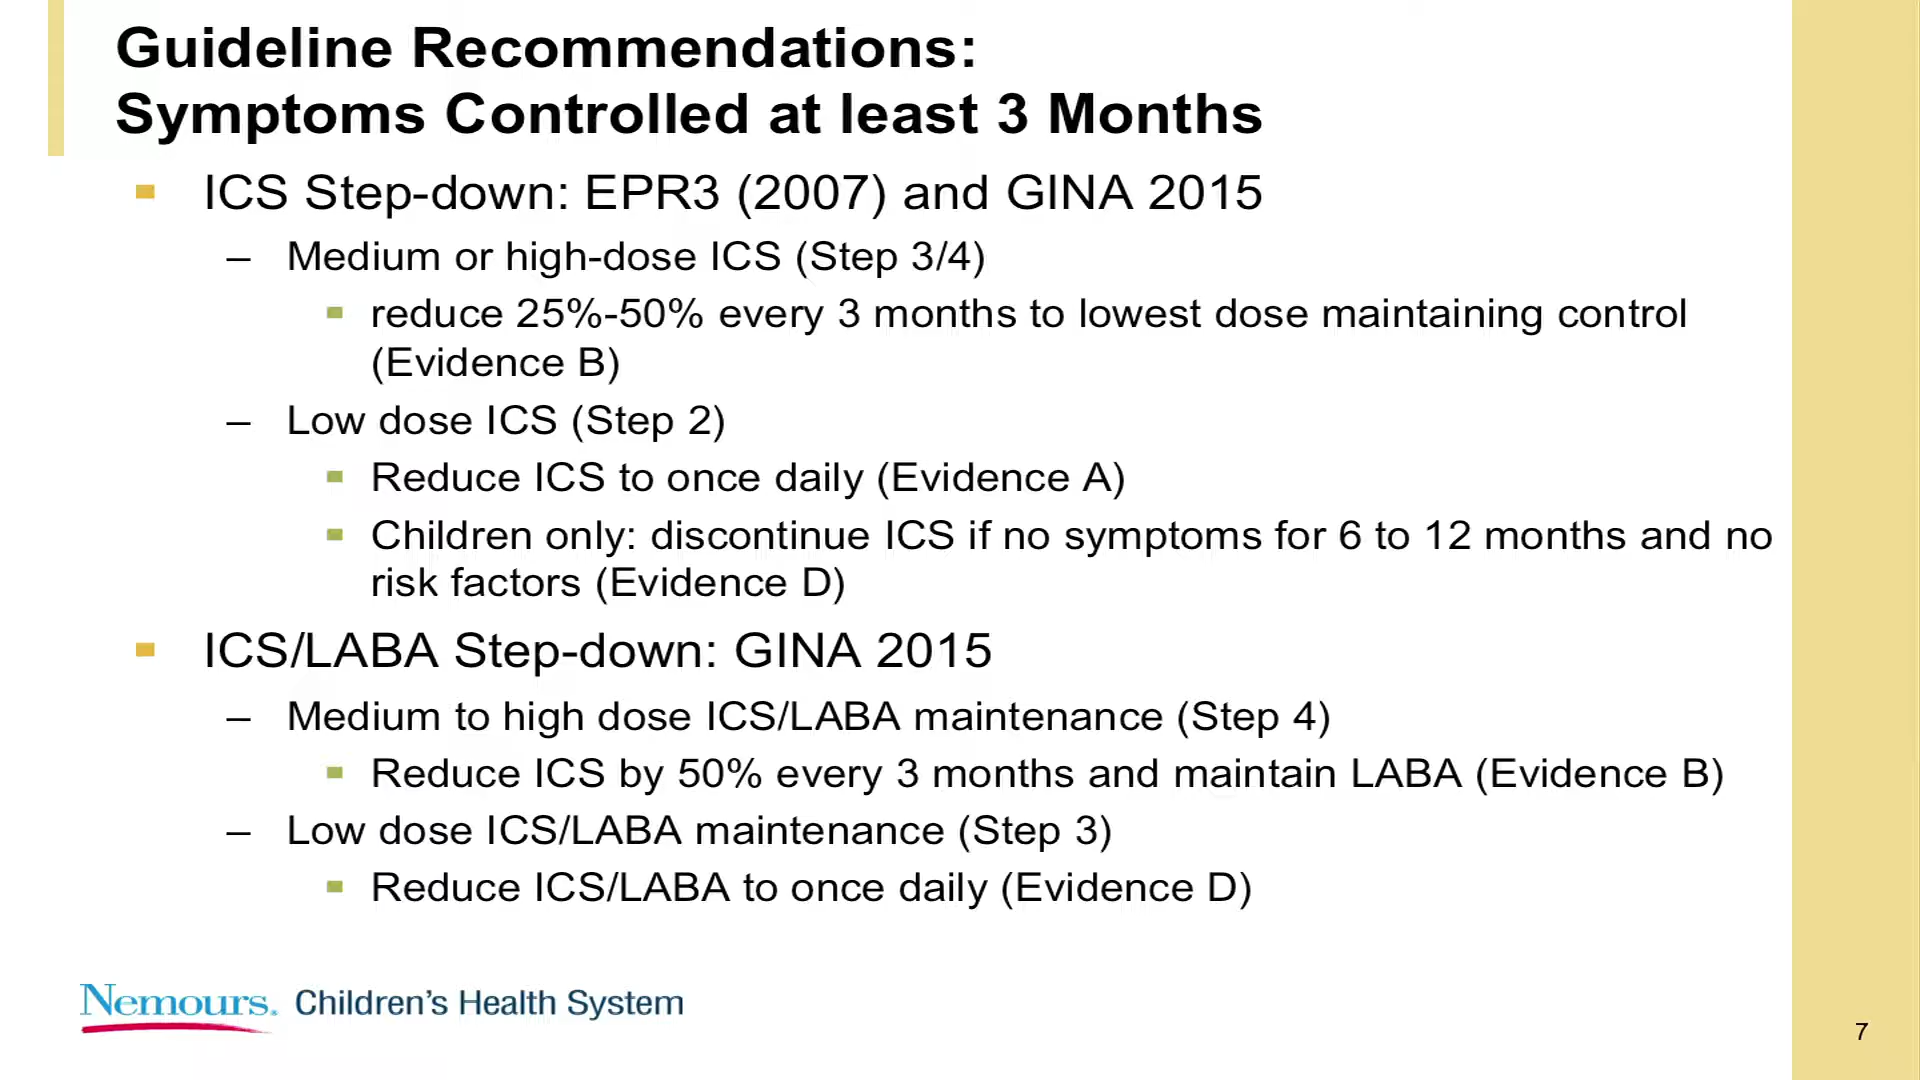 Guideline Recommendations:
Symptoms Controlled at least 3 Months
ICS Step-down: EPR3 (2007) and GINA 2015
– Medium or high-dose ICS (Step 3/4)
reduce 25%-50% every 3 months to lowest dose maintaining control
(Evidence B)
– Low dose ICS (Step 2)
Reduce ICS to once daily (Evidence A)
Children only: discontinue ICS if no symptoms for 6 to 12 months and no
risk factors (Evidence D)
ICS/LABA Step-down: GINA 2015
– Medium to high dose ICS/LABA maintenance (Step 4)
Reduce ICS by 50% every 3 months and maintain LABA (Evidence B)
– Low dose ICS/LABA maintenance (Step 3)
Reduce ICS/LABA to once daily (Evidence D)
Nemours. Children's Health System
7